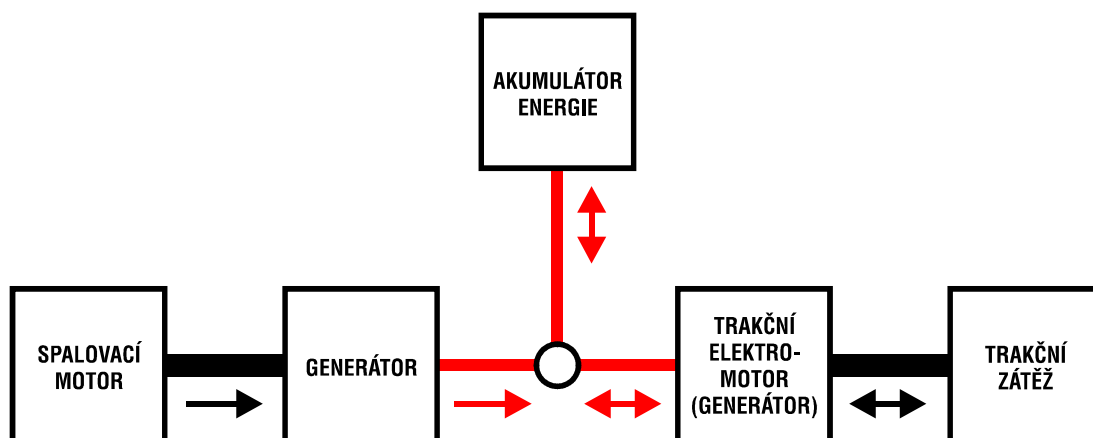 AKUMULÁTOR
ENERGIE
SPALOVACÍ
MOTOR
GENERÁTOR
TRAKČNÍ
ELEKTRO-
MOTOR
(GENERÁTOR)
TRAKČNÍ
ZÁTĚŽ